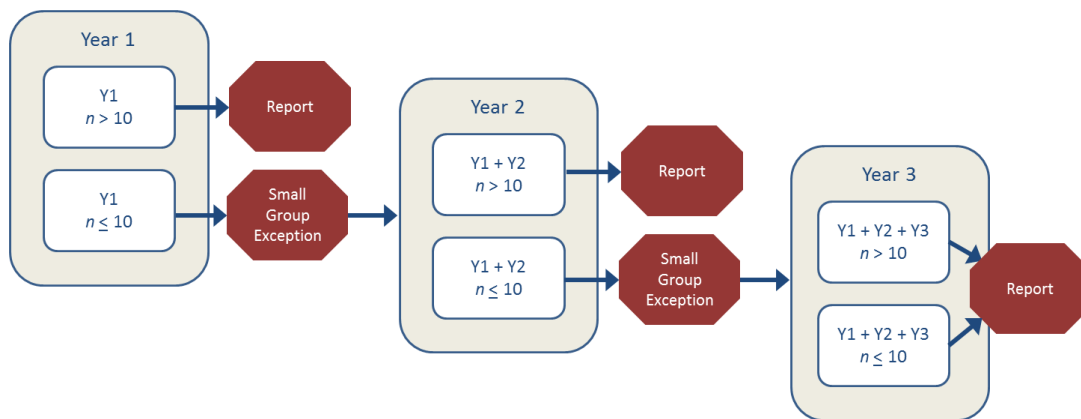 Year 1
Y1
n > 10
Report
Y1
n ≤ 10
Small
Group
Exception
Year 2
Y1 + Y2
n > 10
Report
Y1 + Y2
n ≤ 10
Small
Group
Exception
Year 3
Y1 + Y2 + Y3
n > 10
Y1 + Y2 + Y3
n ≤ 10
Report